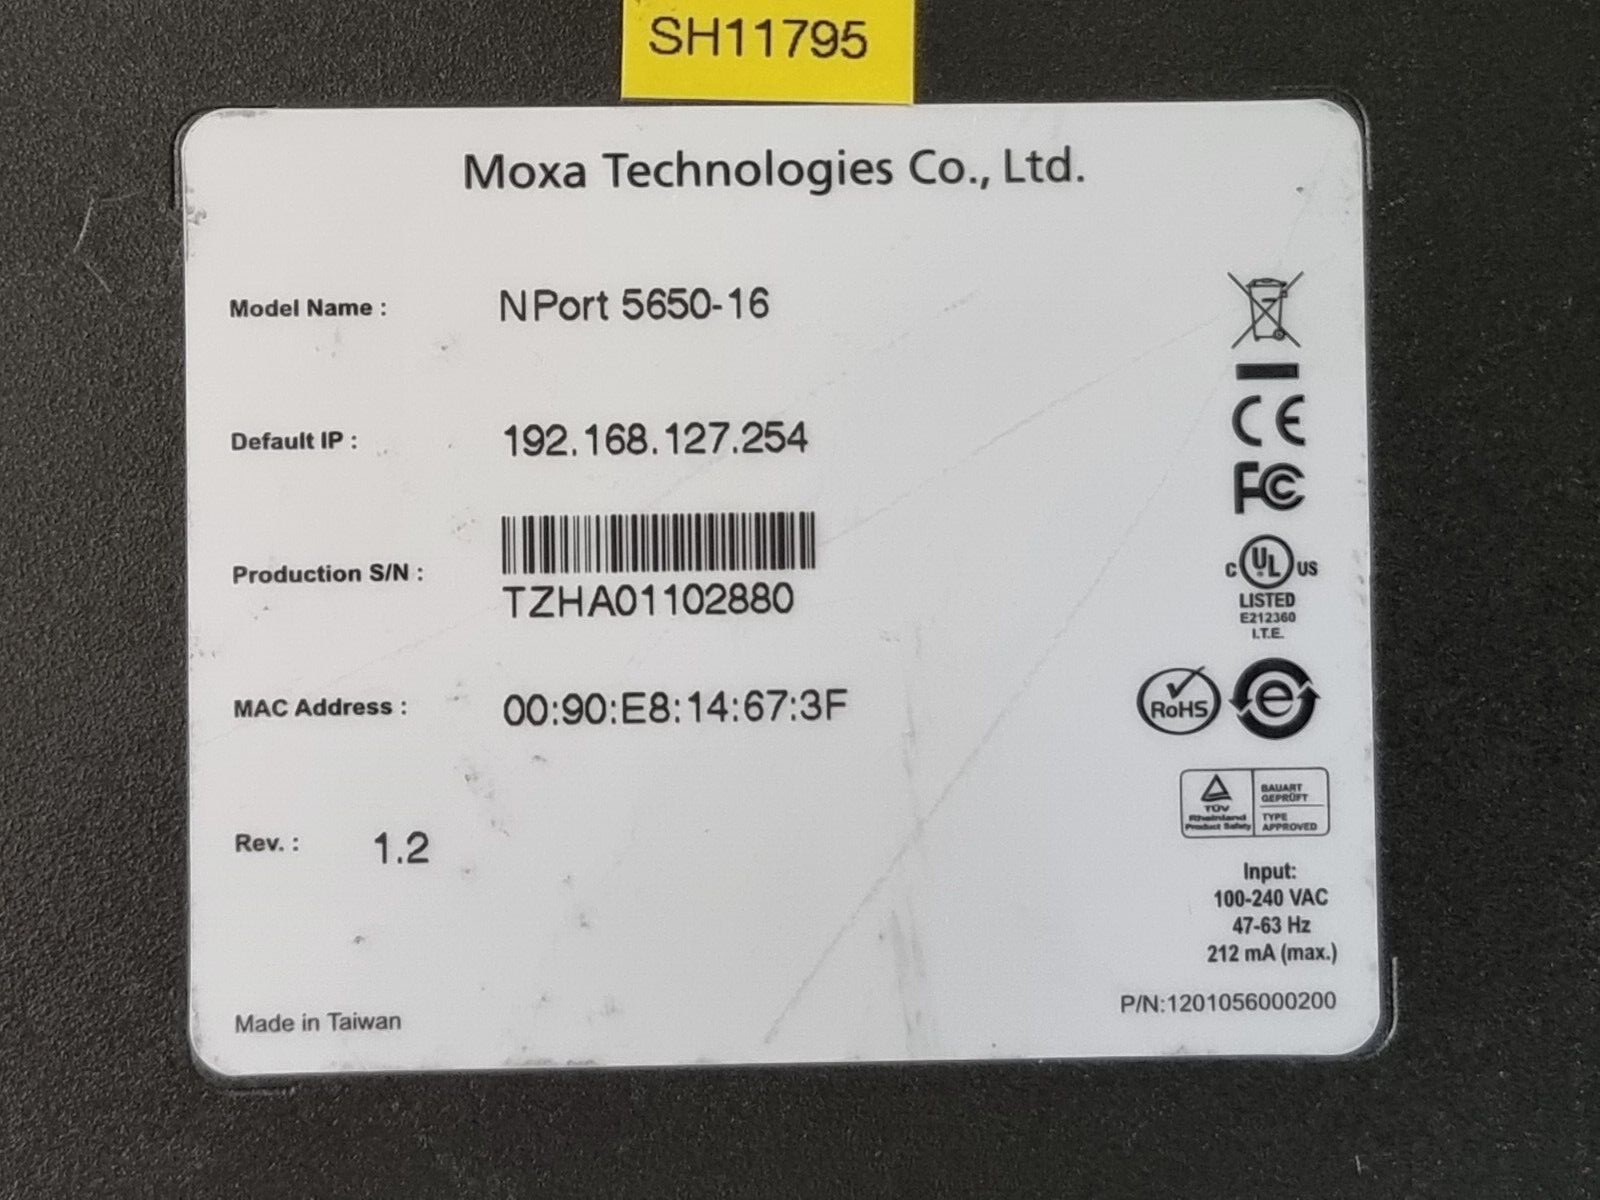 SH11795
Moxa Technologies Co., Ltd.
Model Name : NPort 5650-16
Default IP : 192.168.127.254
Production S/N : TZHA01102880
MAC Address : 00:90:E8:14:67:3F
Rev. : 1.2
Made in Taiwan
CE
FC
C UL US
LISTED
E212360
I.T.E.
RoHS
e
TÜV
Rheinland
Product Safety
BAUART
GEPRÜFT
TYPE
APPROVED
Input:
100-240 VAC
47-63 Hz
212 mA (max.)
P/N:1201056000200